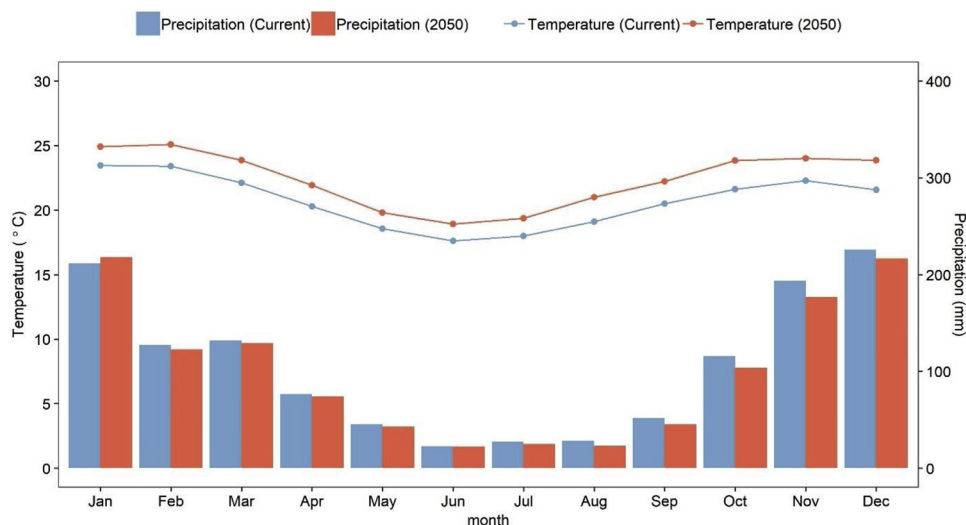 Precipitation (Current) Precipitation (2050) Temperature (Current) Temperature (2050)
30
25
20
15
10
5
0
Temperature ( ° C)
400
300
200
100
0
Precipitation (mm)
Jan Feb Mar Apr May Jun Jul Aug Sep Oct Nov Dec
month